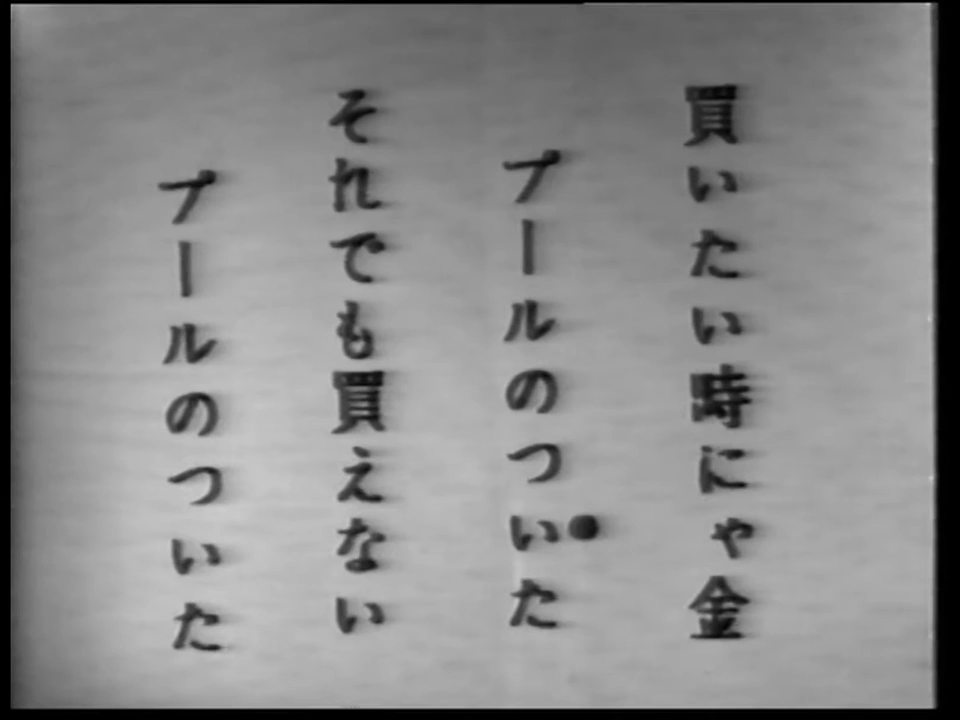 買いたい時にゃ金
プールのついた
それでも買えない
プールのついた